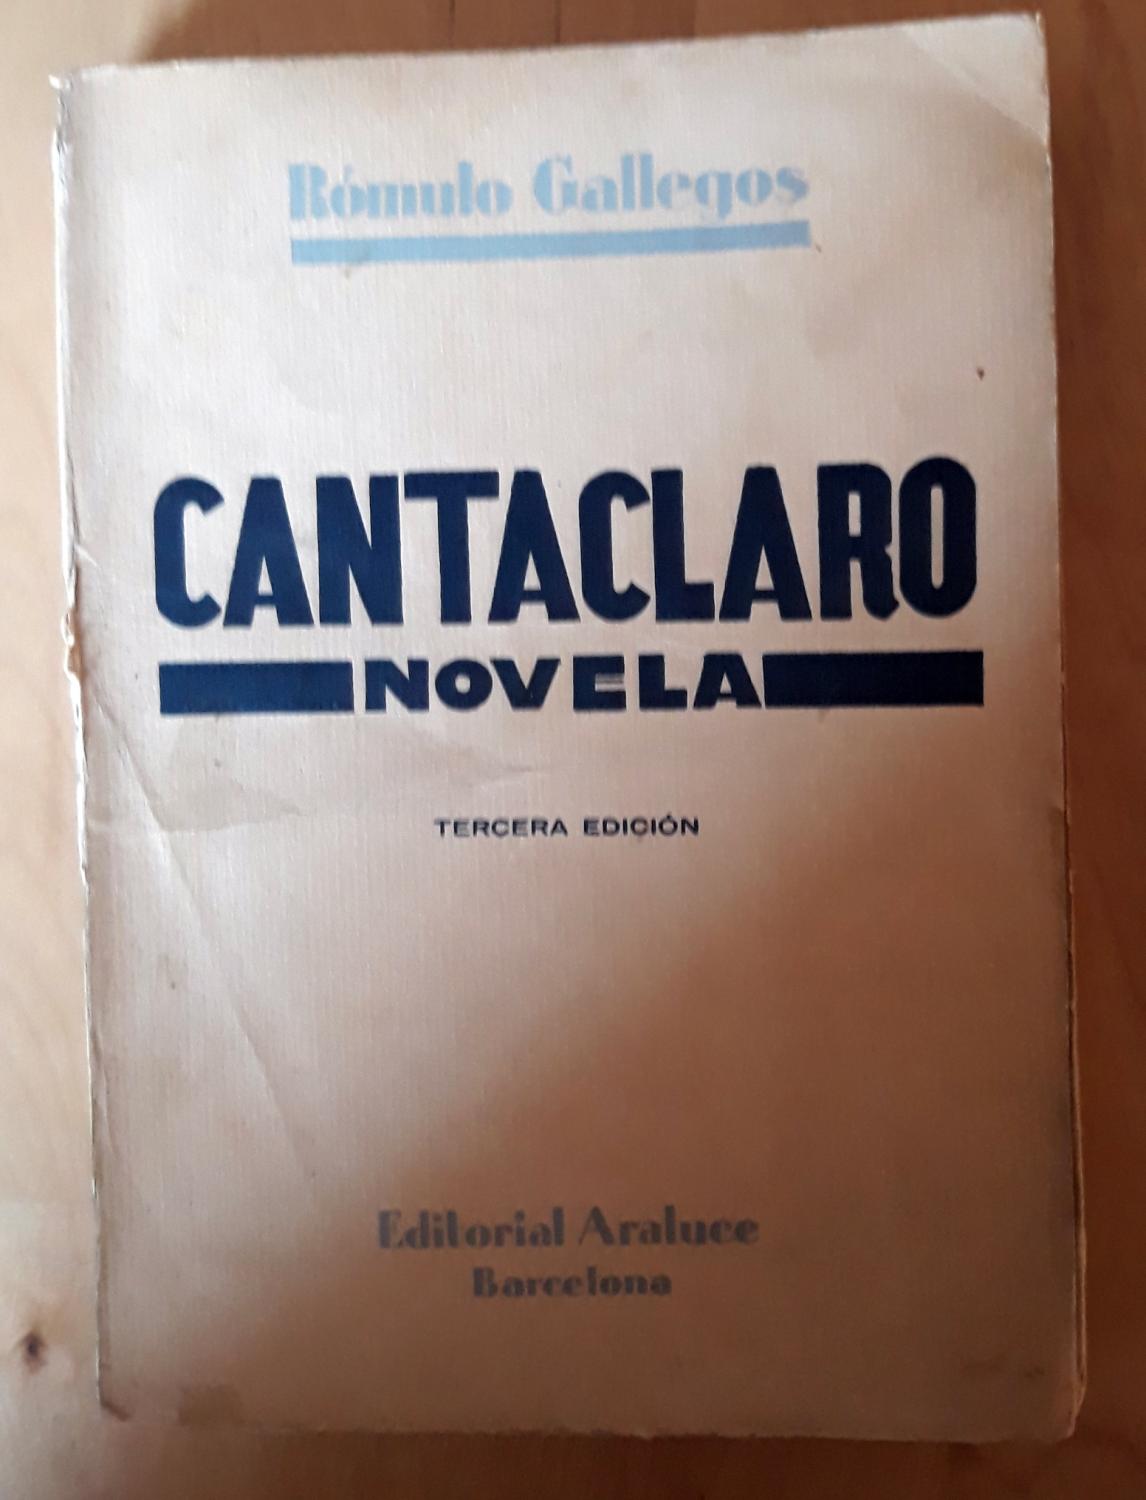 Rómulo Gallegos
CANTACLARO
NOVELA
TERCERA EDICIÓN
Editorial Araluce
Barcelona